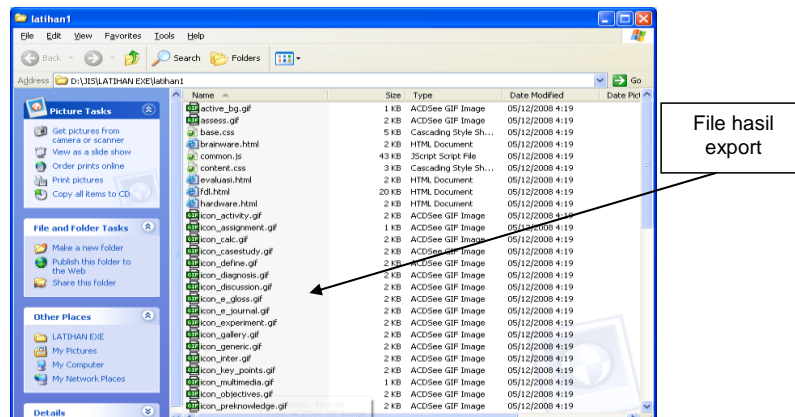 latihan1
File Edit View Favorites Tools Help
Back Search Folders
Address D:\JIS\LATIHAN EXE\latihan1 Go
Name Size Type Date Modified Date Pict
Picture Tasks
Get pictures from
camera or scanner
View as a slide show
Order prints online
Print pictures
Copy all items to CD
File and Folder Tasks
Make a new folder
Publish this folder to
the Web
Share this folder
Other Places
LATIHAN EXE
My Pictures
My Computer
My Network Places
Details
active_bg.gif 1 KB ACDSee GIF Image 05/12/2008 4:19
assess.gif 2 KB ACDSee GIF Image 05/12/2008 4:19
base.css 5 KB Cascading Style Sh... 05/12/2008 4:19
brainware.html 2 KB HTML Document 05/12/2008 4:19
common.js 43 KB JScript Script File 05/12/2008 4:19
content.css 3 KB Cascading Style Sh... 05/12/2008 4:19
evaluasi.html 2 KB HTML Document 05/12/2008 4:19
fdl.html 20 KB HTML Document 05/12/2008 4:19
hardware.html 2 KB HTML Document 05/12/2008 4:19
icon_activity.gif 2 KB ACDSee GIF Image 05/12/2008 4:19
icon_assignment.gif 1 KB ACDSee GIF Image 05/12/2008 4:19
icon_calc.gif 2 KB ACDSee GIF Image 05/12/2008 4:19
icon_casestudy.gif 2 KB ACDSee GIF Image 05/12/2008 4:19
icon_define.gif 2 KB ACDSee GIF Image 05/12/2008 4:19
icon_diagnosis.gif 2 KB ACDSee GIF Image 05/12/2008 4:19
icon_discussion.gif 2 KB ACDSee GIF Image 05/12/2008 4:19
icon_e_gloss.gif 2 KB ACDSee GIF Image 05/12/2008 4:19
icon_e_journal.gif 2 KB ACDSee GIF Image 05/12/2008 4:19
icon_experiment.gif 2 KB ACDSee GIF Image 05/12/2008 4:19
icon_gallery.gif 2 KB ACDSee GIF Image 05/12/2008 4:19
icon_generic.gif 2 KB ACDSee GIF Image 05/12/2008 4:19
icon_inter.gif 2 KB ACDSee GIF Image 05/12/2008 4:19
icon_key_points.gif 2 KB ACDSee GIF Image 05/12/2008 4:19
icon_multimedia.gif 1 KB ACDSee GIF Image 05/12/2008 4:19
icon_objectives.gif 2 KB ACDSee GIF Image 05/12/2008 4:19
icon_preknowledge.gif 2 KB ACDSee GIF Image 05/12/2008 4:19
File hasil
export